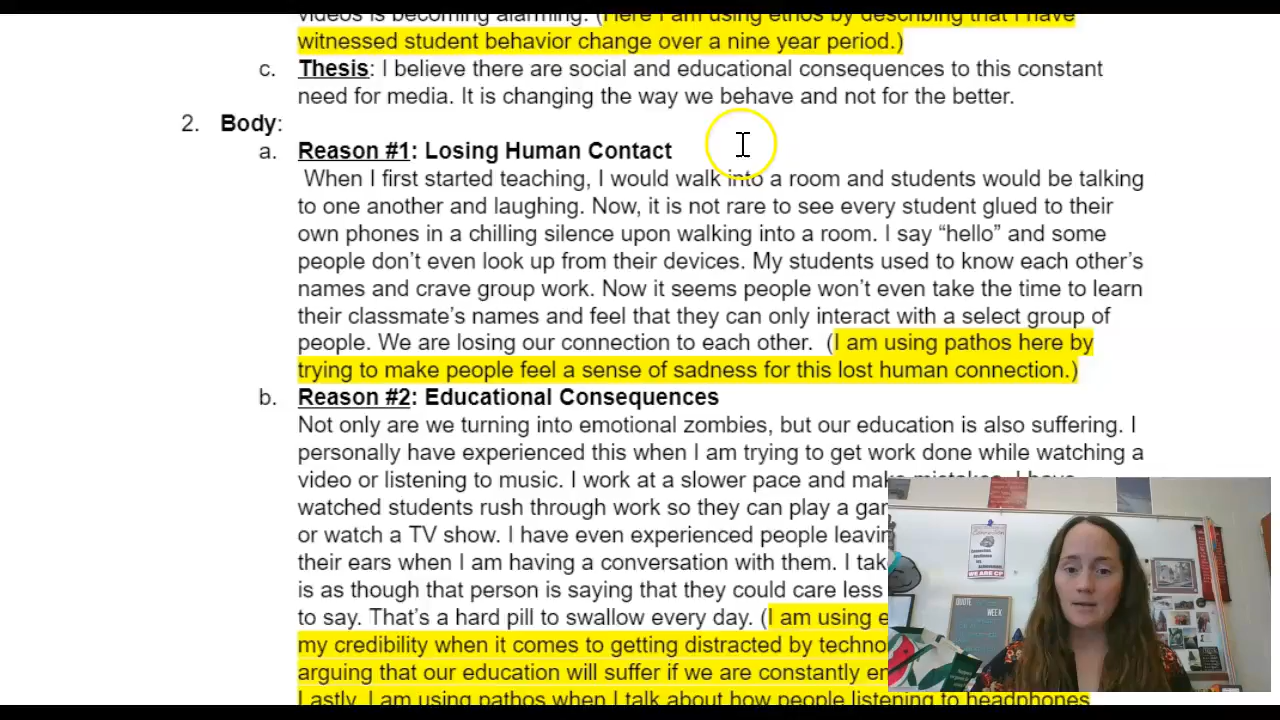 videos is becoming alarming. (Here I am using ethos by describing that I have
witnessed student behavior change over a nine year period.)
c. Thesis: I believe there are social and educational consequences to this constant
need for media. It is changing the way we behave and not for the better.
2. Body:
a. Reason #1: Losing Human Contact
When I first started teaching, I would walk into a room and students would be talking
to one another and laughing. Now, it is not rare to see every student glued to their
own phones in a chilling silence upon walking into a room. I say “hello” and some
people don’t even look up from their devices. My students used to know each other’s
names and crave group work. Now it seems people won’t even take the time to learn
their classmate’s names and feel that they can only interact with a select group of
people. We are losing our connection to each other. (I am using pathos here by
trying to make people feel a sense of sadness for this lost human connection.)
b. Reason #2: Educational Consequences
Not only are we turning into emotional zombies, but our education is also suffering. I
personally have experienced this when I am trying to get work done while watching a
video or listening to music. I work at a slower pace and make mistakes. I have
watched students rush through work so they can play a
or watch a TV show. I have even experienced people
their ears when I am having a conversation with them. I
is as though that person is saying that they could care less
to say. That’s a hard pill to swallow every day. (I am using
my credibility when it comes to getting distracted by
arguing that our education will suffer if we are constantly
Lastly, I am using pathos when I talk about how people listening to headphones
QUOTE
WEEK
WE ARE CP